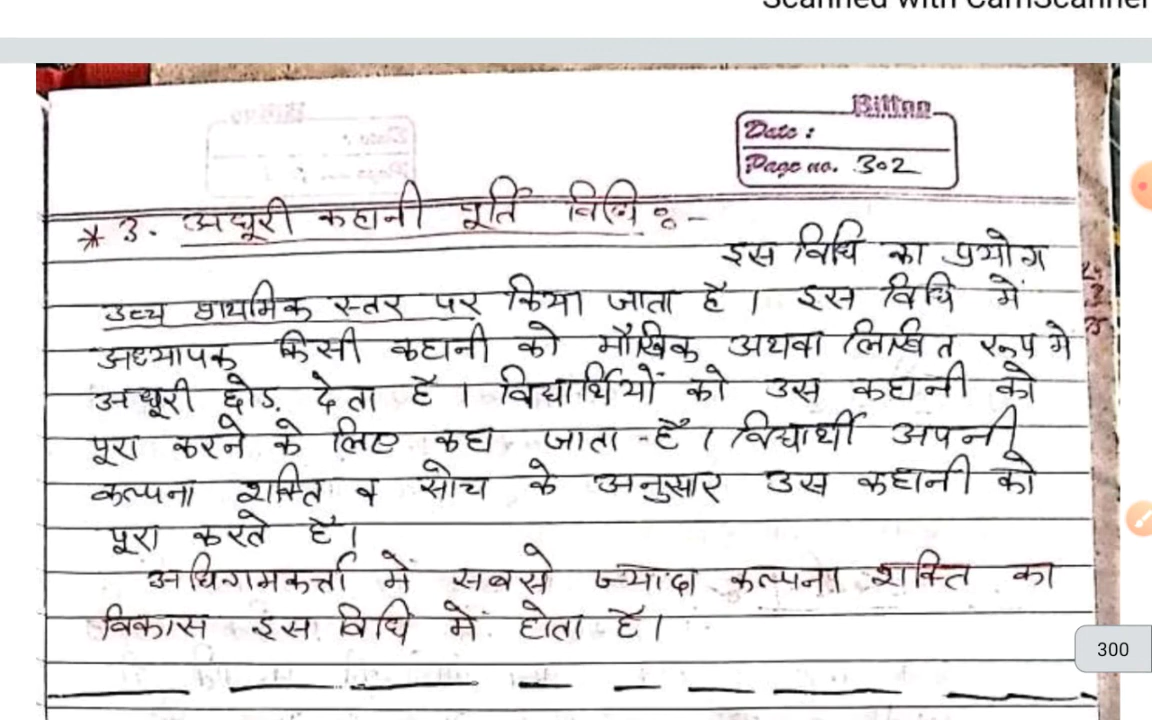 Scanned with CamScanner
Bittoo
Date :
Page no. 302
* 3. अधूरी कहानी पूर्ति विधि :-
इस विधि का प्रयोग
उच्च प्राथमिक स्तर पर किया जाता है । इस विधि में
अध्यापक किसी कहानी को मौखिक अथवा लिखित रूप मे
अधूरी छोड. देता है । विद्यार्थियों को उस कहानी को
पूरा करने के लिए कहा जाता है । विद्यार्थी अपनी
कल्पना शक्ति व सोच के अनुसार उस कहानी को
पूरा करते हैं।
अधिगमकर्त्ता में सबसे ज्यादा कल्पना शक्ति का
विकास इस विधि में होता है।
300